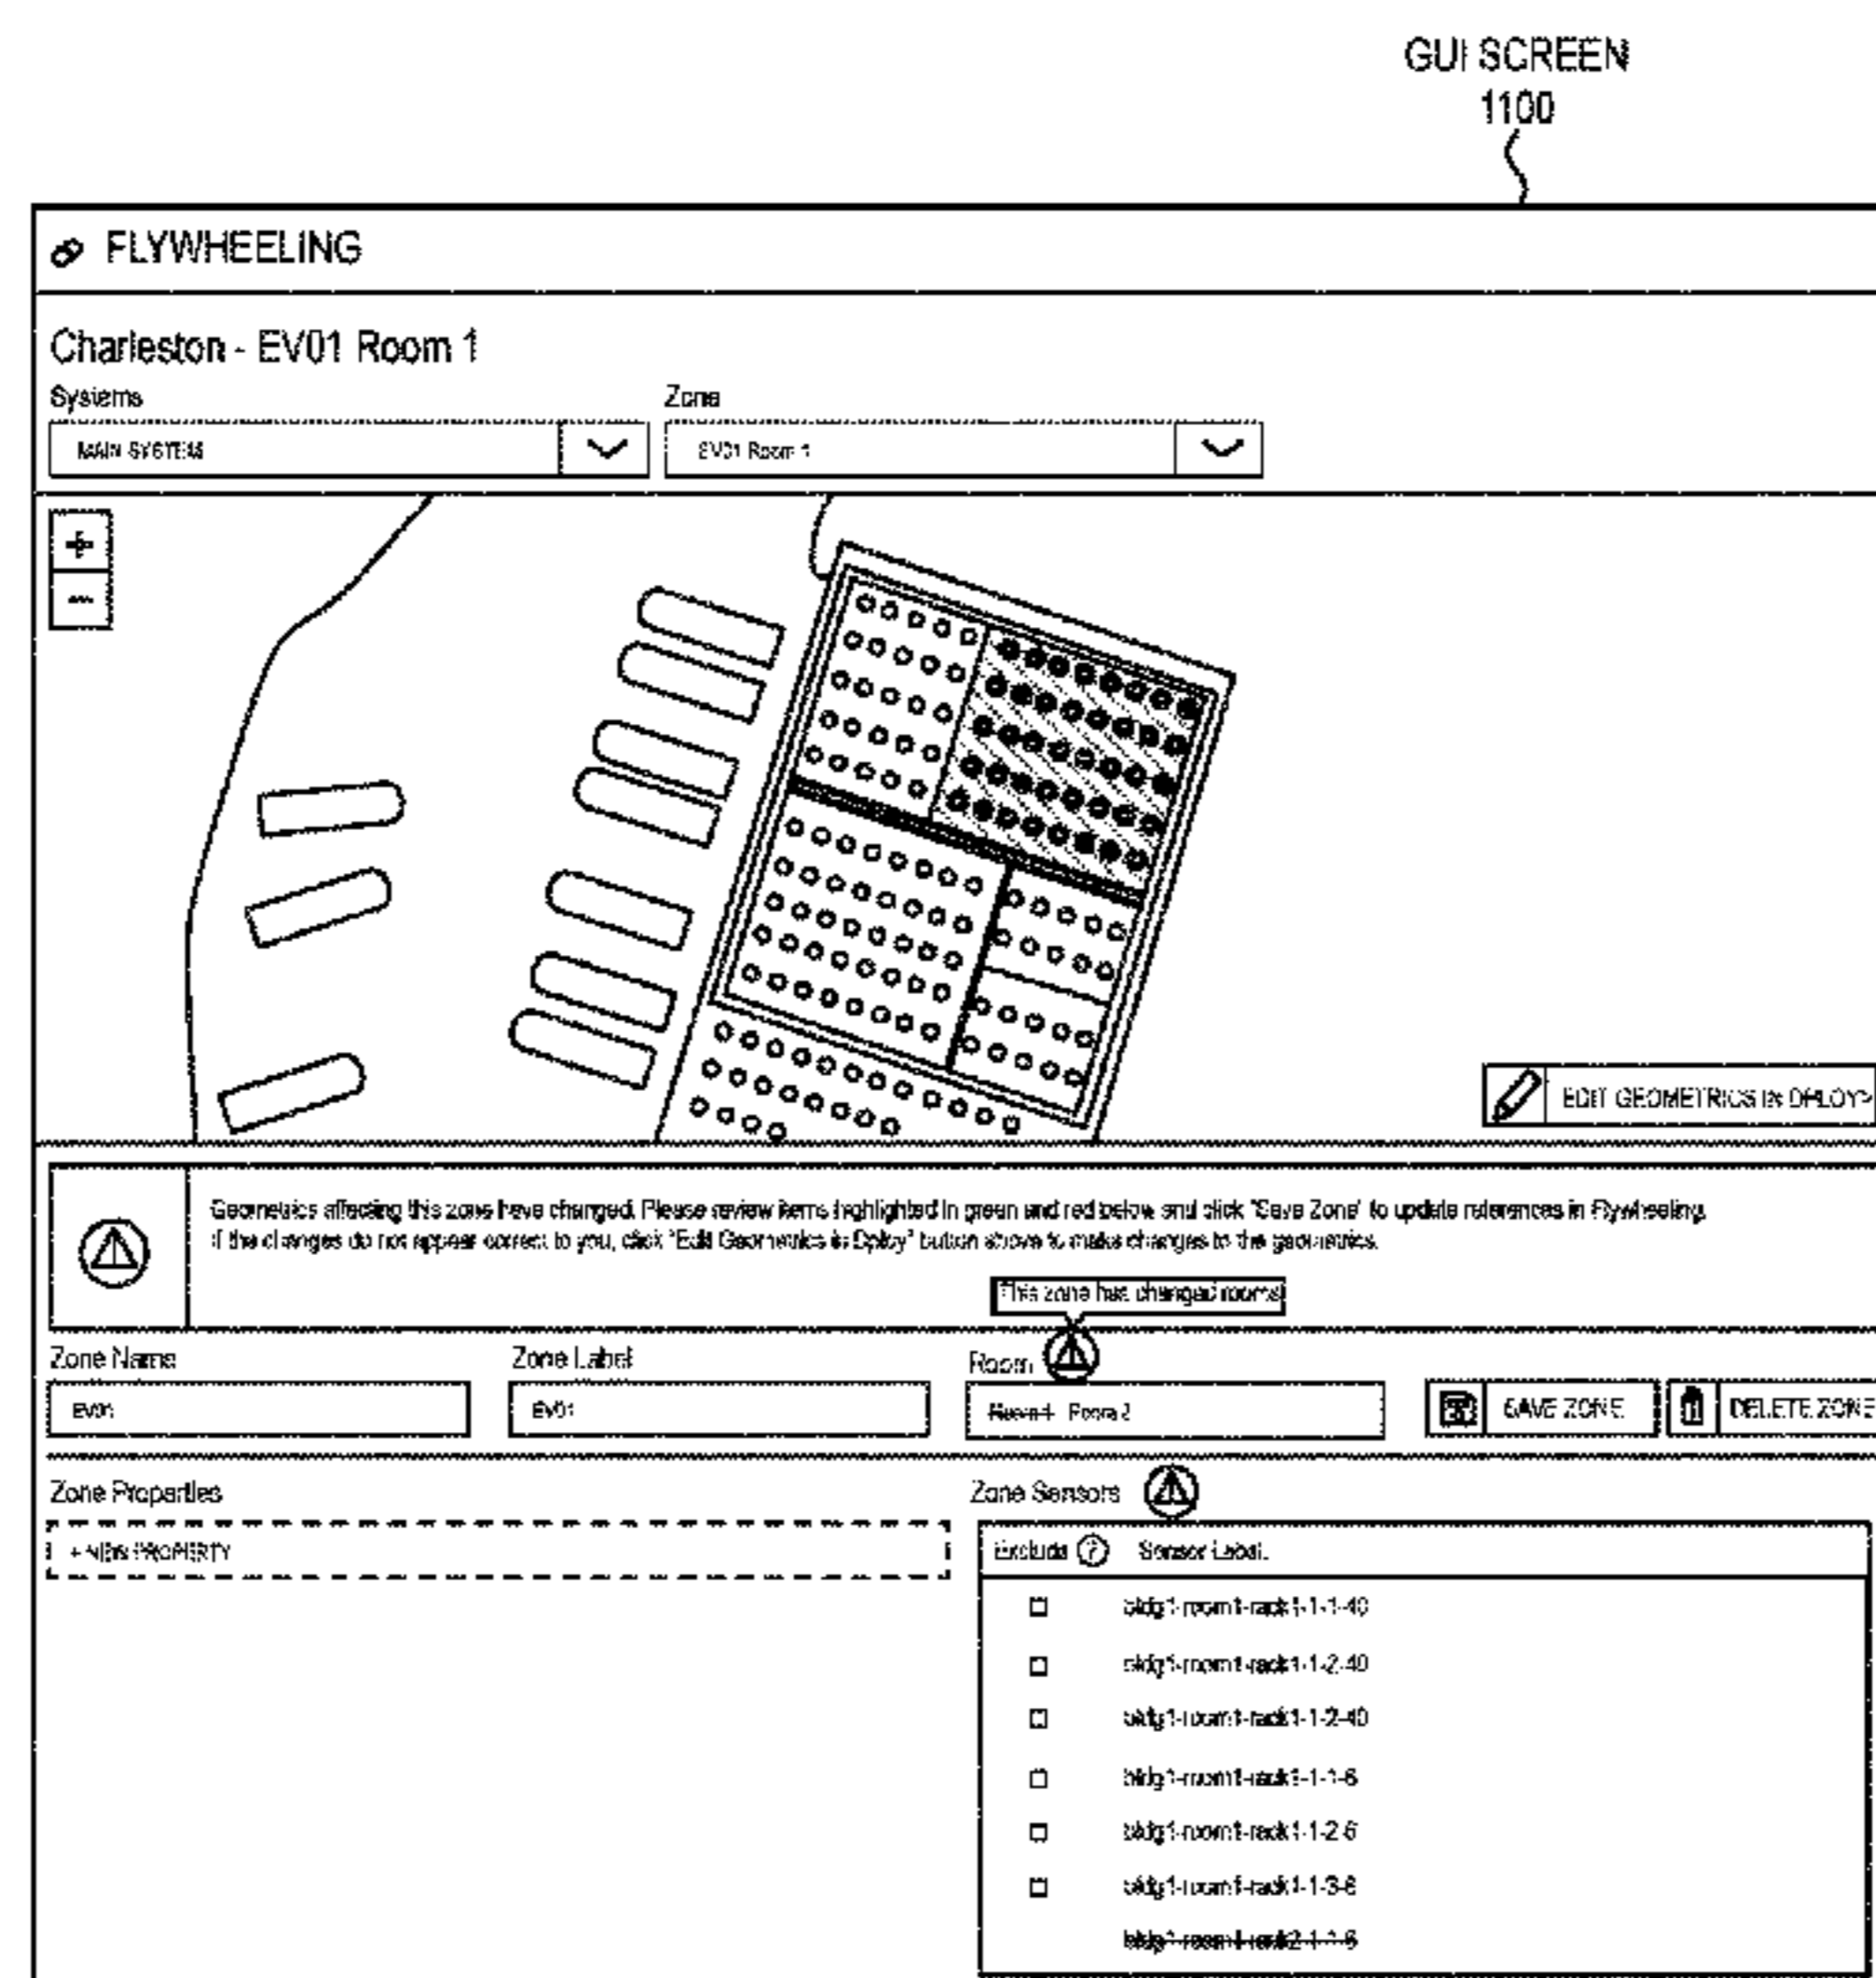 GUI SCREEN
1100
FLYWHEELING
Charleston - EV01 Room 1
Systems
Zone
MAIN SYSTEM
EV01 Room 1
+
-
EDIT GEOMETRICS IN DPLOY>
Geometrics affecting this zone have changed. Please review items highlighted in green and red below and click "Save Zone" to update references in Flywheeling.
If the changes do not appear correct to you, click "Edit Geometrics in Dploy" button above to make changes to the geometrics.
This zone has changed rooms
Zone Name
Zone Label
Room
EV01
EV01
Room 1 Room 2
SAVE ZONE
DELETE ZONE
Zone Properties
Zone Sensors
+ NEW PROPERTY
Exclude ? Sensor Label
bldg1-room1-rack1-1-1-40
bldg1-room1-rack1-1-2-40
bldg1-room1-rack1-1-2-40
bldg1-room1-rack1-1-1-6
bldg1-room1-rack1-1-2-6
bldg1-room1-rack1-1-3-6
bldg1-room1-rack2-1-1-6